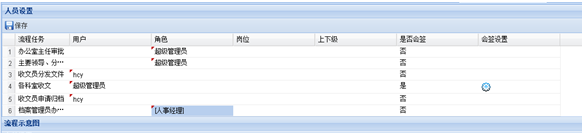 人员设置
保存
流程任务 用户 角色 岗位 上下级 是否会签 会签设置
1 办公室主任审批 超级管理员 否
2 主要领导、分… 超级管理员 否
3 收文员分发文件 hcy 否
4 各科室收文 超级管理员 是
5 收文员申请归档 hcy 否
6 档案管理员办… [人事经理] 否
流程示意图